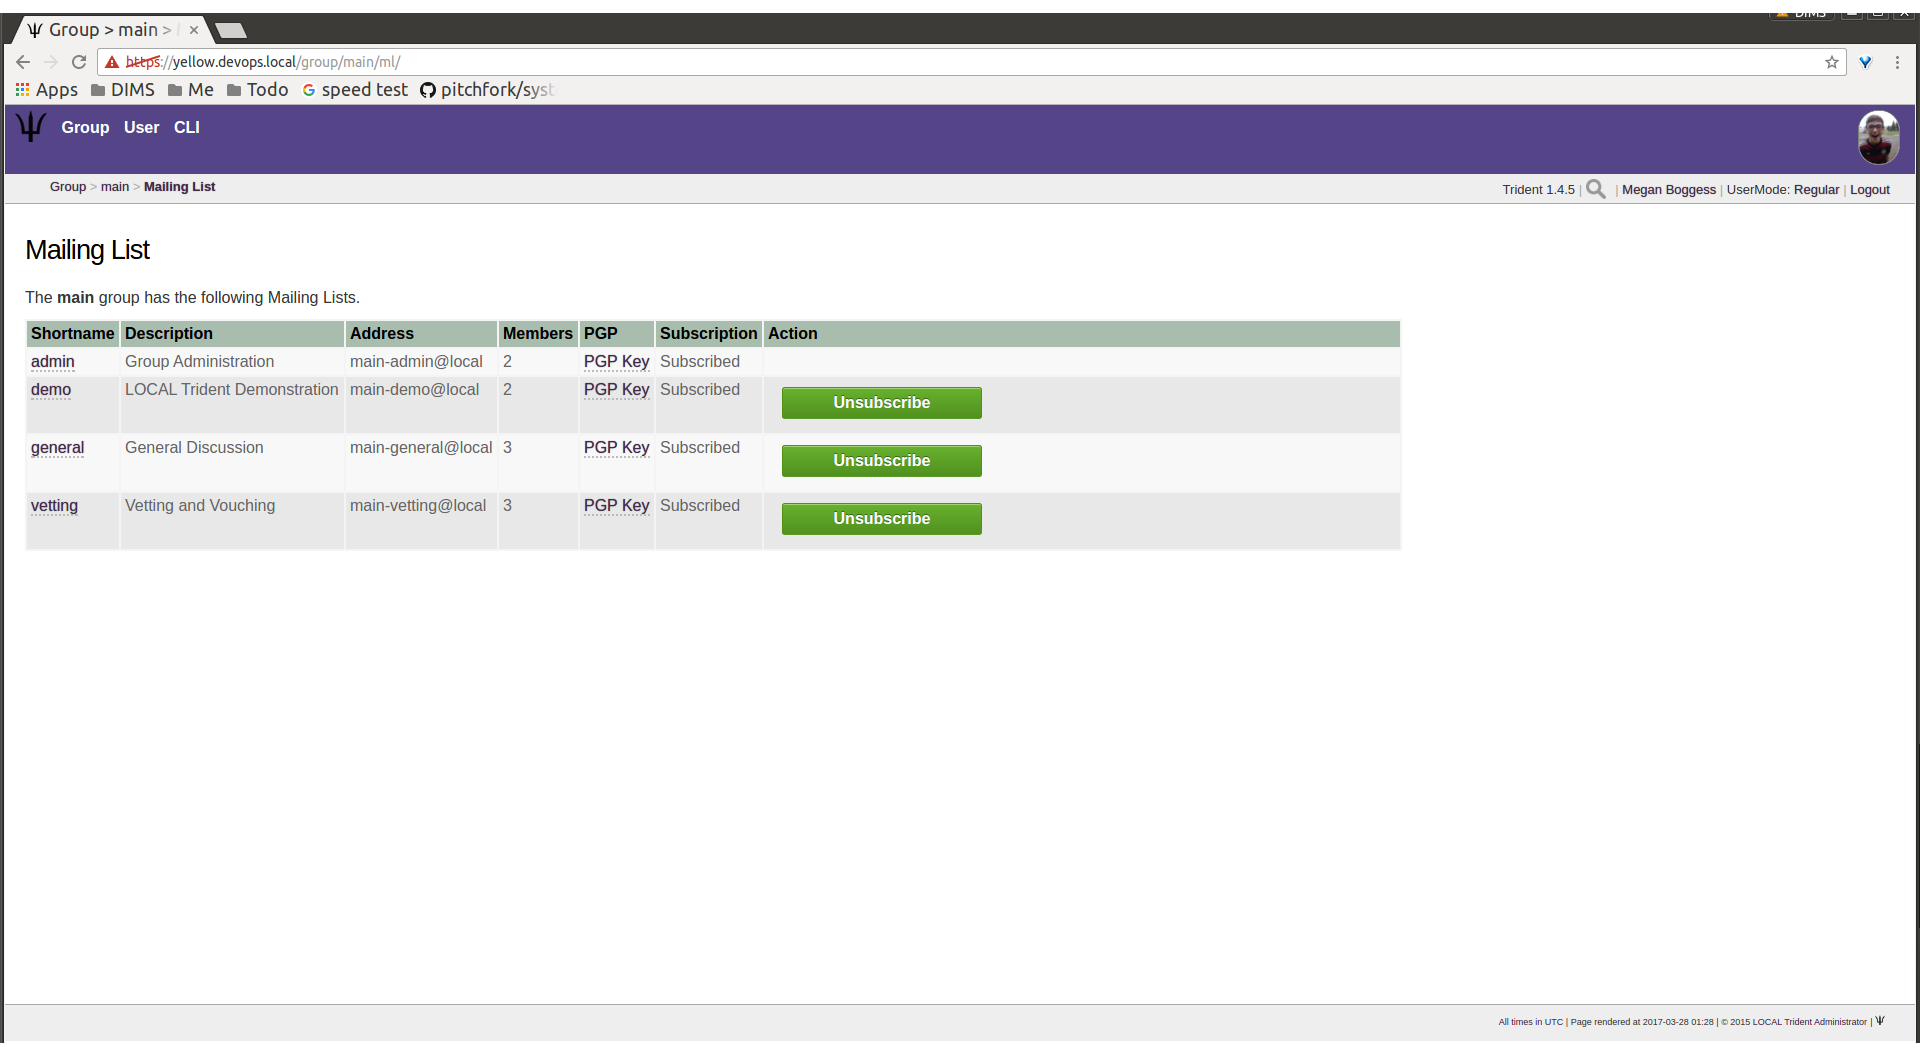 DIMS
Group > main >
https://yellow.devops.local/group/main/ml/
Apps DIMS Me Todo speed test pitchfork/syst
Group User CLI
Group > main > Mailing List
Trident 1.4.5 | | Megan Boggess | UserMode: Regular | Logout
Mailing List
The main group has the following Mailing Lists.
Shortname Description Address Members PGP Subscription Action
admin Group Administration main-admin@local 2 PGP Key Subscribed
demo LOCAL Trident Demonstration main-demo@local 2 PGP Key Subscribed Unsubscribe
general General Discussion main-general@local 3 PGP Key Subscribed Unsubscribe
vetting Vetting and Vouching main-vetting@local 3 PGP Key Subscribed Unsubscribe
All times in UTC | Page rendered at 2017-03-28 01:28 | © 2015 LOCAL Trident Administrator |